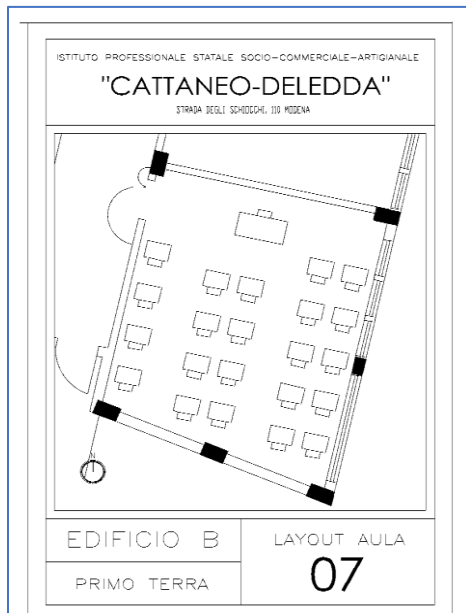 ISTITUTO PROFESSIONALE STATALE SOCIO-COMMERCIALE-ARTIGIANALE
"CATTANEO-DELEDDA"
STRADA DEGLI SCHIOCCHI, 110 MODENA
N
EDIFICIO B
PRIMO TERRA
LAYOUT AULA
07